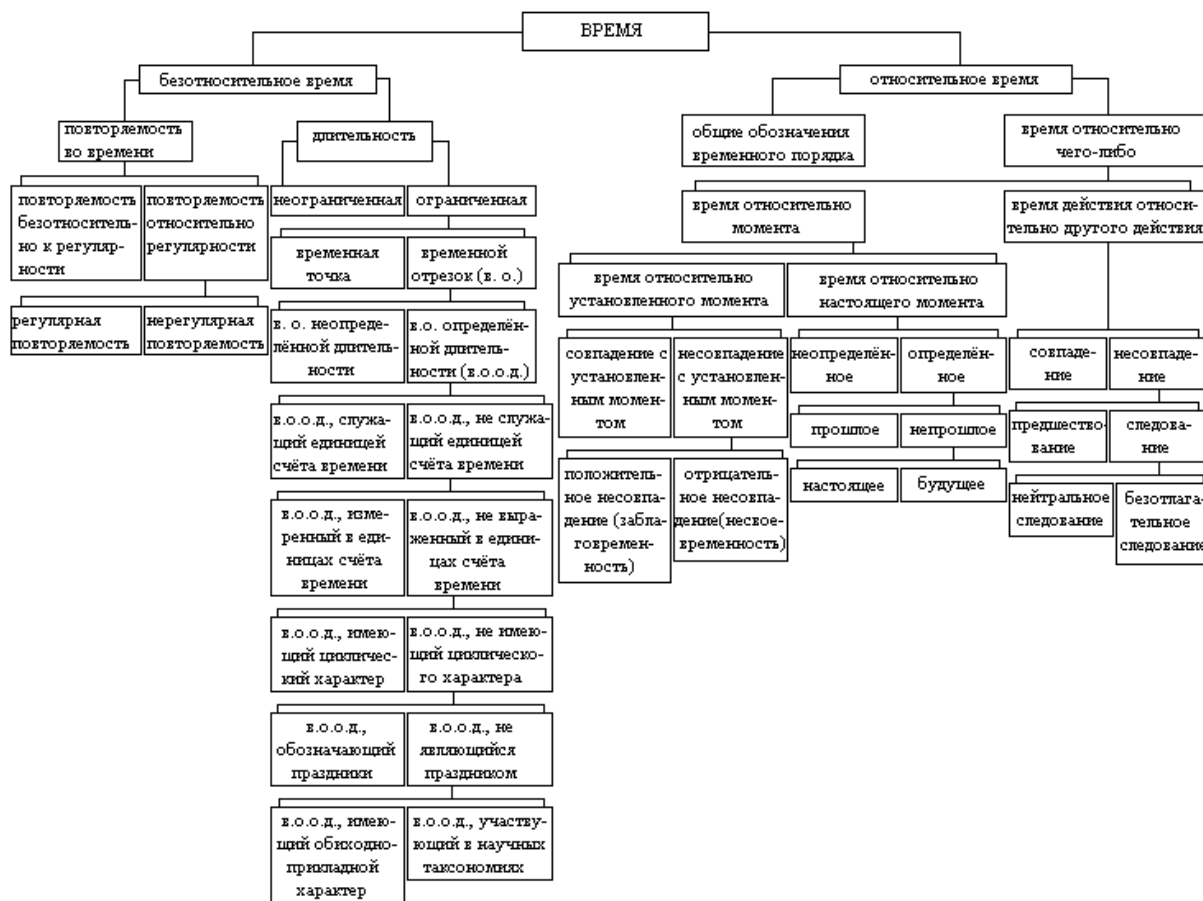 ВРЕМЯ
безотносительное время
относительное время
повторяемость
во времени
длительность
общие обозначения
временного порядка
время относительно
чего-либо
повторяемость
безотноситель-
но к регуляр-
ности
повторяемость
относительно
регулярности
неограниченная
ограниченная
время относительно
момента
время действия относи-
тельно другого действия
временная
точка
временной
отрезок (в. о.)
время относительно
установленного момента
время относительно
настоящего момента
регулярная
повторяемость
нерегулярная
повторяемость
в. о. неопреде-
лённой длитель-
ности
в.о. определён-
ной длитель-
ности (в.о.о.д.)
совпадение с
установлен-
ным момен-
том
несовпадение
с установлен-
ным момен-
том
неопределённое
определённое
совпаде-
ние
несовпаде-
ние
в.о.о.д., служа-
щий единицей
счёта времени
в.о.о.д., не служа-
щий единицей
счёта времени
прошлое
непрошлое
предшество-
вание
следова-
ние
положитель-
ное несовпа-
дение (забла-
говремен-
ность)
отрицатель-
ное несовпа-
дение(несвое-
временность)
настоящее
будущее
нейтральное
следование
безотлага-
тельное
следование
в.о.о.д., изме-
ренный в еди-
ницах счёта
времени
в.о.о.д., не выра-
женный в едини-
цах счёта
времени
в.о.о.д., имею-
щий цикличес-
кий характер
в.о.о.д., не имею-
щий циклическо-
го характера
в.о.о.д.,
обозначающий
праздники
в.о.о.д., не
являющийся
праздником
в.о.о.д., имею-
щий обиходно-
прикладной
характер
в.о.о.д., участву-
ющий в научных
таксономиях